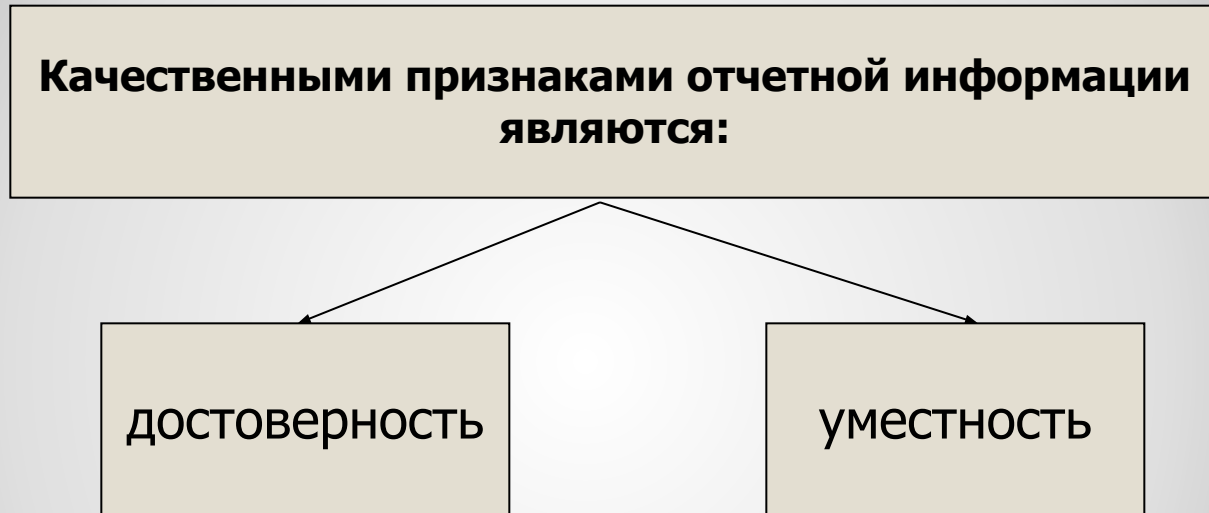 Качественными признаками отчетной информации
являются:
достоверность
уместность